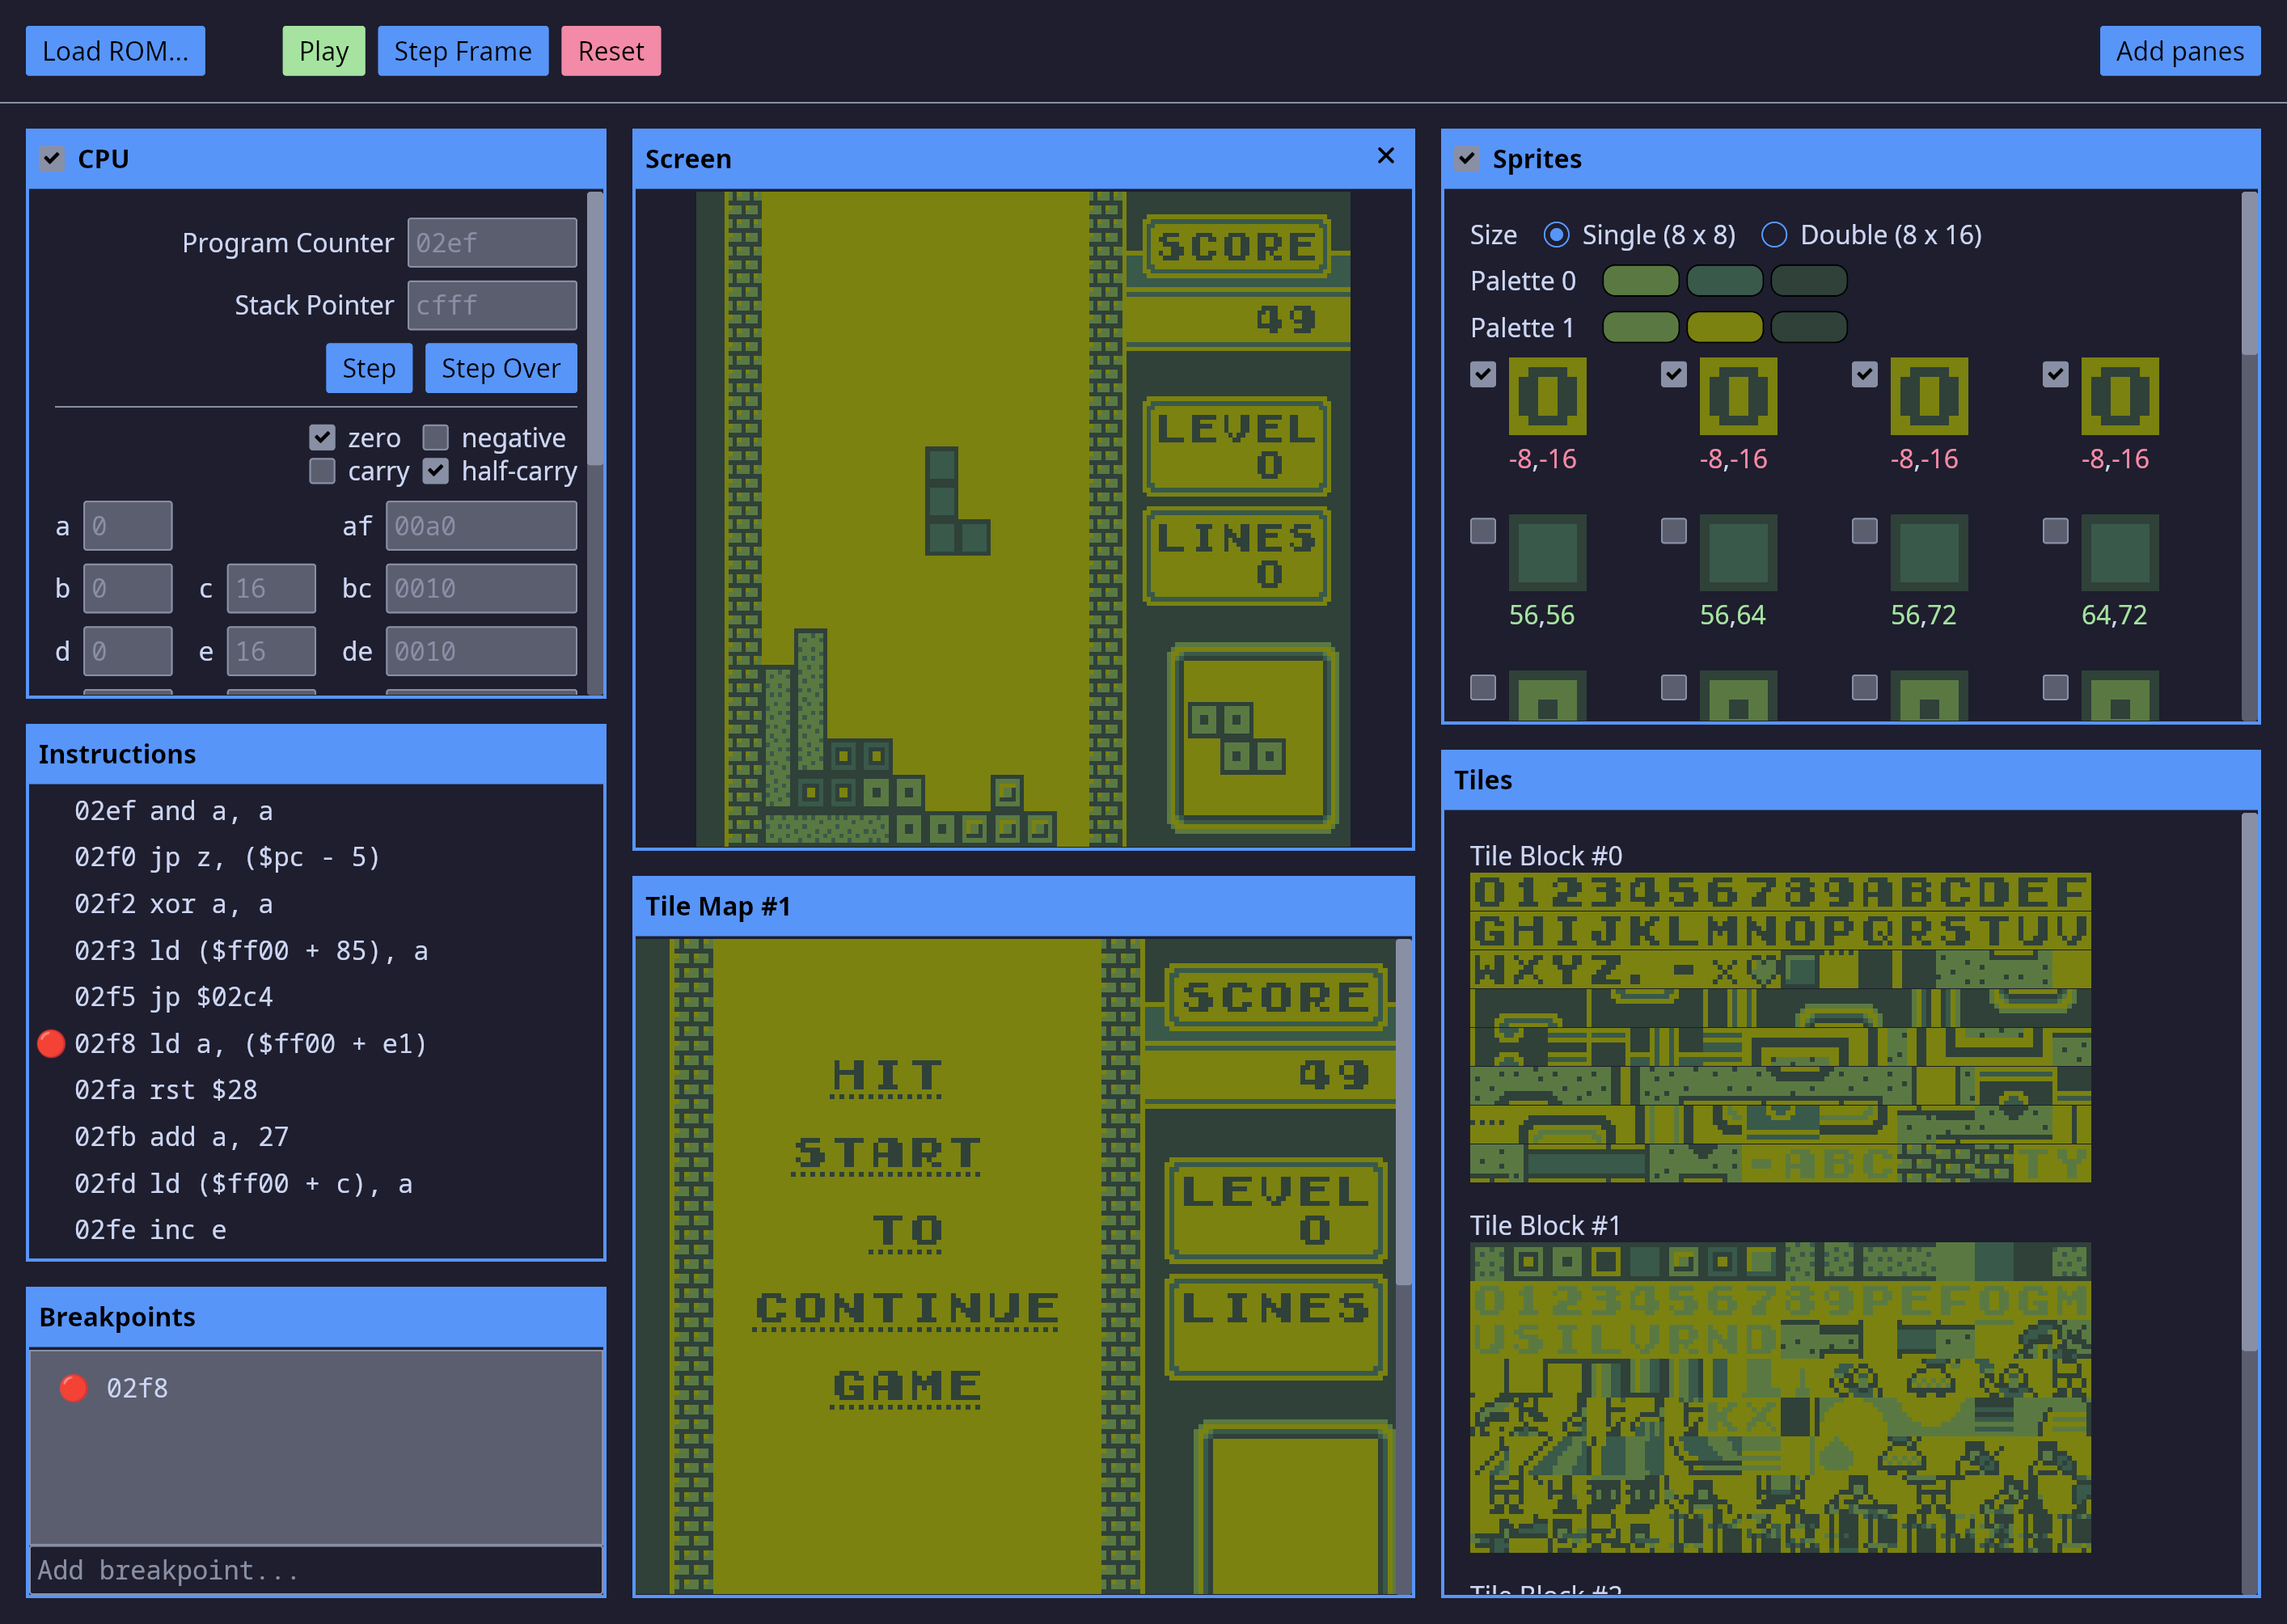 Load ROM... Play Step Frame Reset Add panes
CPU
Program Counter 02ef
Stack Pointer cfff
Step Step Over
zero negative
carry half-carry
a 0 af 00a0
b 0 c 16 bc 0010
d 0 e 16 de 0010
Instructions
02ef and a, a
02f0 jp z, ($pc - 5)
02f2 xor a, a
02f3 ld ($ff00 + 85), a
02f5 jp $02c4
02f8 ld a, ($ff00 + e1)
02fa rst $28
02fb add a, 27
02fd ld ($ff00 + c), a
02fe inc e
Breakpoints
02f8
Add breakpoint...
Screen
SCORE
49
LEVEL
0
LINES
0
Tile Map #1
HIT
START
TO
CONTINUE
GAME
SCORE
49
LEVEL
0
LINES
Sprites
Size Single (8 x 8) Double (8 x 16)
Palette 0
Palette 1
0 0 0 0
-8,-16 -8,-16 -8,-16 -8,-16
56,56 56,64 56,72 64,72
Tiles
Tile Block #0
0123456789ABCDEF
GHIJKLMNOPQRSTUV
WXYZ.-x
-ABC TY
Tile Block #1
0123456789PEFOGM
USILVRND
KX
Tile Block #2